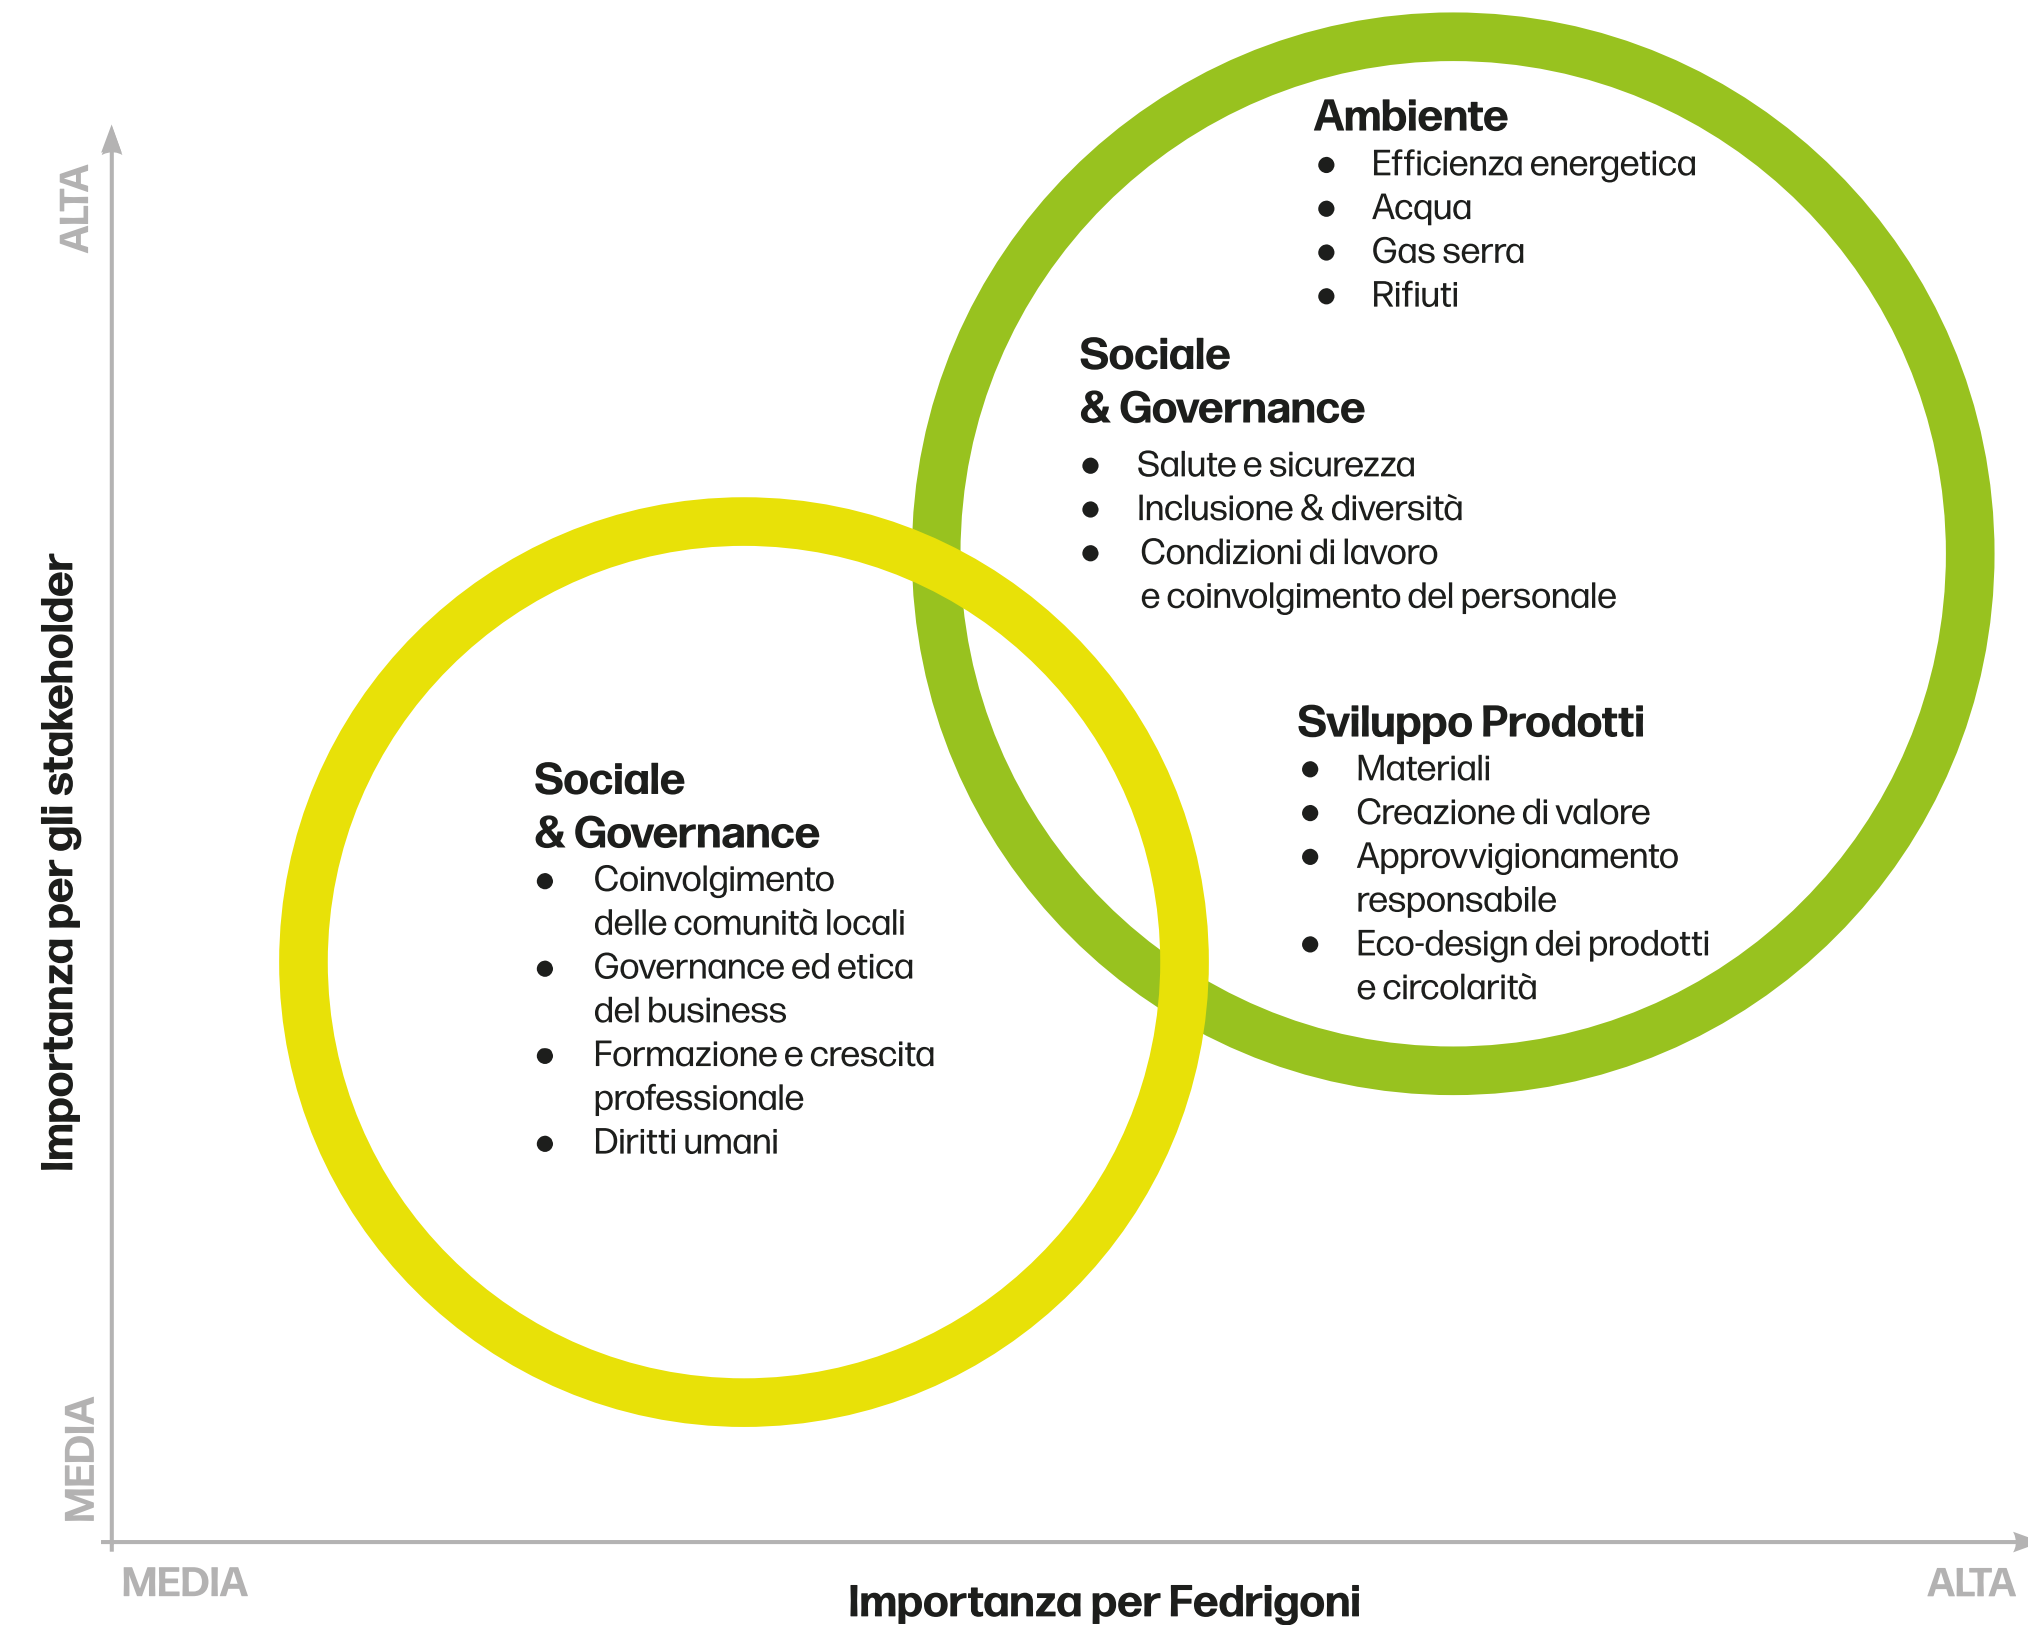 Ambiente
● Efficienza energetica
● Acqua
● Gas serra
● Rifiuti
Sociale
& Governance
● Salute e sicurezza
● Inclusione & diversità
● Condizioni di lavoro
e coinvolgimento del personale
Sviluppo Prodotti
● Materiali
● Creazione di valore
● Approvvigionamento
responsabile
● Eco-design dei prodotti
e circolarità
Sociale
& Governance
● Coinvolgimento
delle comunità locali
● Governance ed etica
del business
● Formazione e crescita
professionale
● Diritti umani
ALTA
Importanza per gli stakeholder
MEDIA
MEDIA
Importanza per Fedrigoni
ALTA